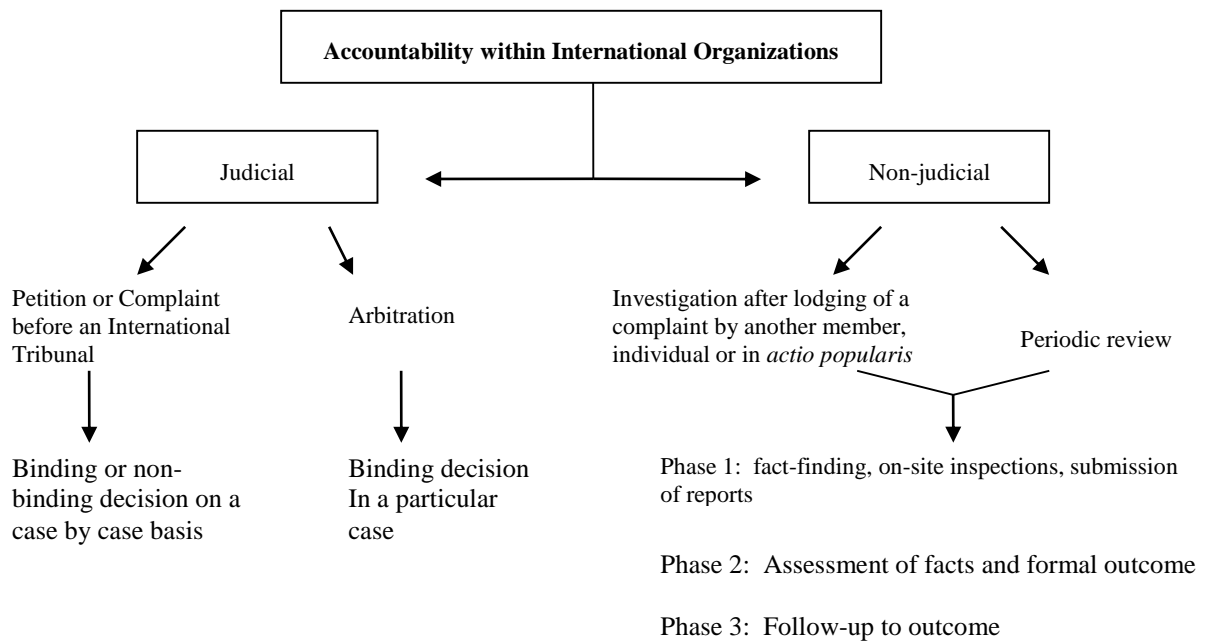 Accountability within International Organizations
Judicial
Non-judicial
Petition or Complaint
before an International
Tribunal
Arbitration
Investigation after lodging of a
complaint by another member,
individual or in actio popularis
Periodic review
Binding or non-
binding decision on a
case by case basis
Binding decision
In a particular
case
Phase 1:  fact-finding, on-site inspections, submission
of reports
Phase 2:  Assessment of facts and formal outcome
Phase 3:  Follow-up to outcome